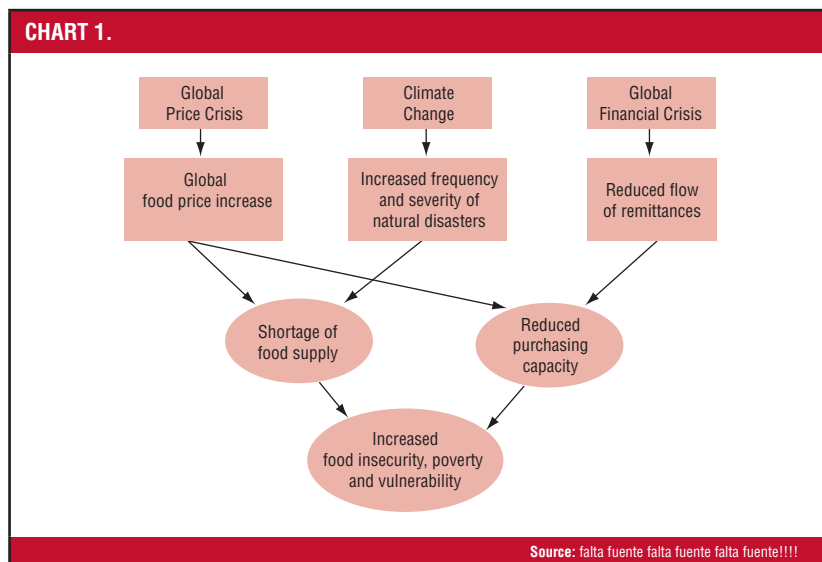 CHART 1.
Global
Price Crisis
Climate
Change
Global
Financial Crisis
Global
food price increase
Increased frequency
and severity of
natural disasters
Reduced flow
of remittances
Shortage of
food supply
Reduced
purchasing
capacity
Increased
food insecurity, poverty
and vulnerability
Source: falta fuente falta fuente falta fuente!!!!